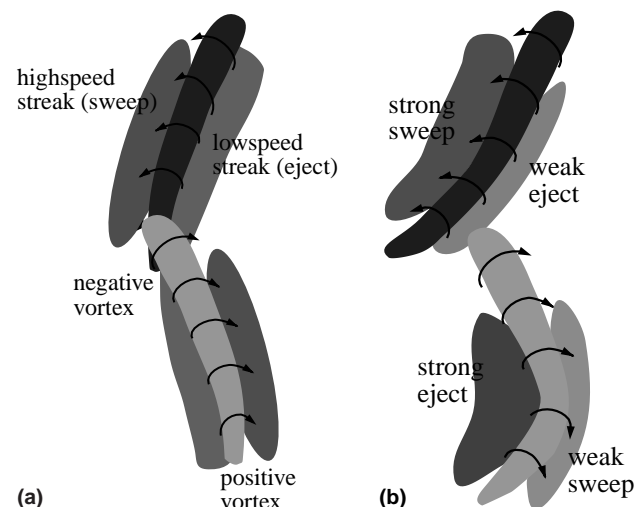 highspeed
streak (sweep)
lowspeed
streak (eject)
negative
vortex
positive
vortex
(a)
strong
sweep
weak
eject
strong
eject
weak
sweep
(b)